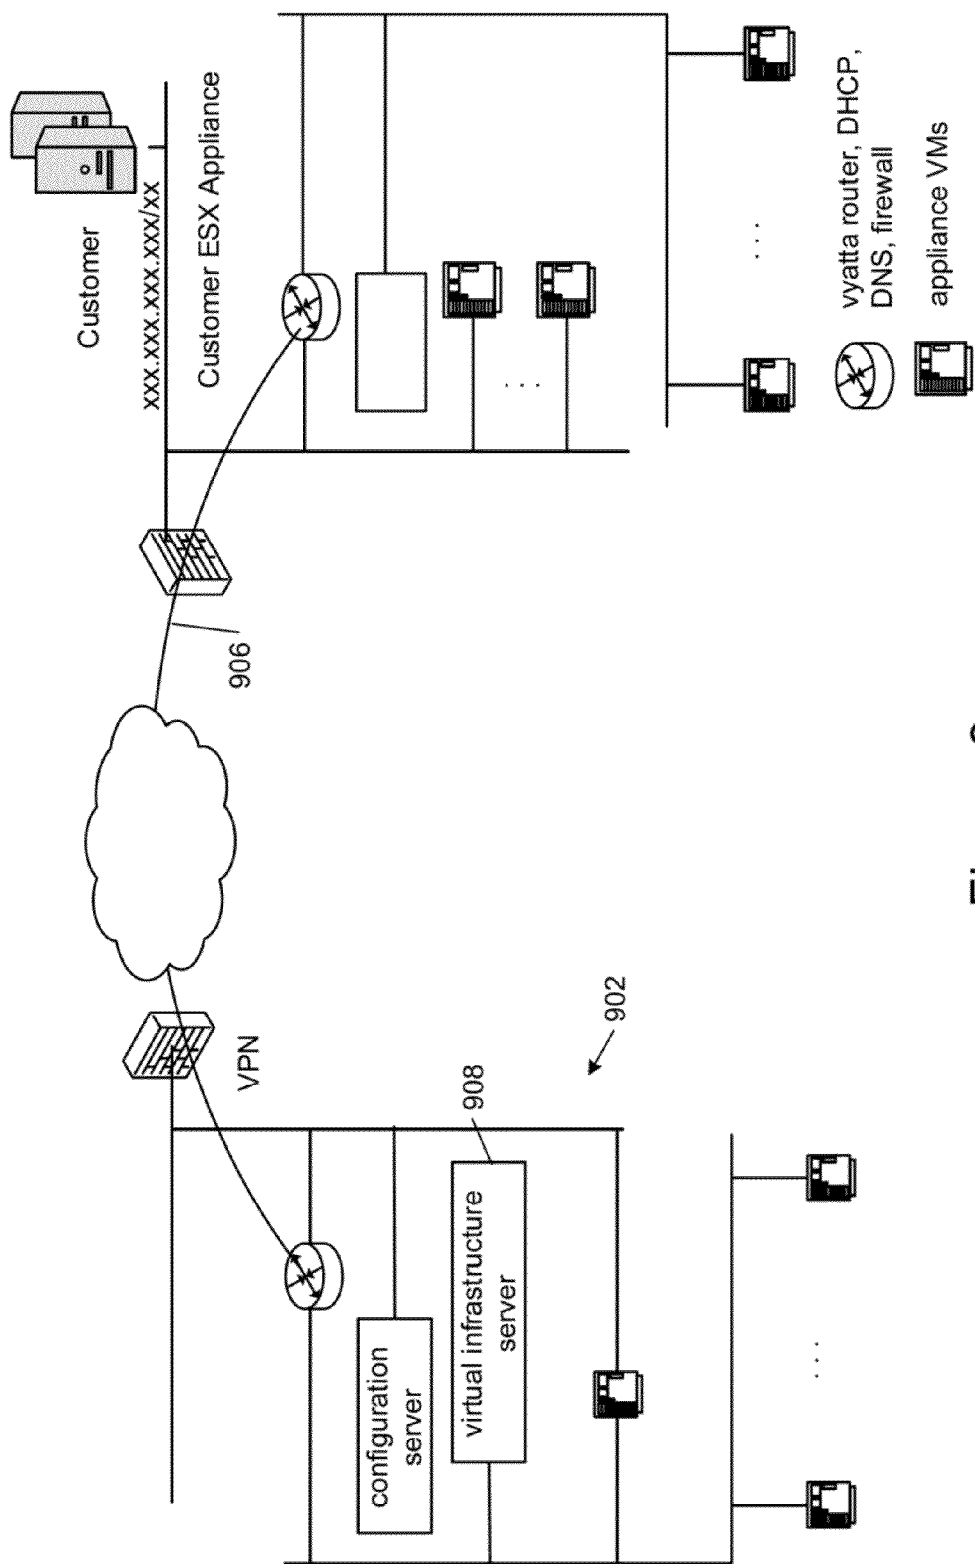 Customer
xxx.xxx.xxx.xxx/xx
Customer ESX Appliance
906
VPN
902
908
configuration
server
virtual infrastructure
server
. . .
. . .
. . .
vyatta router, DHCP,
DNS, firewall
appliance VMs